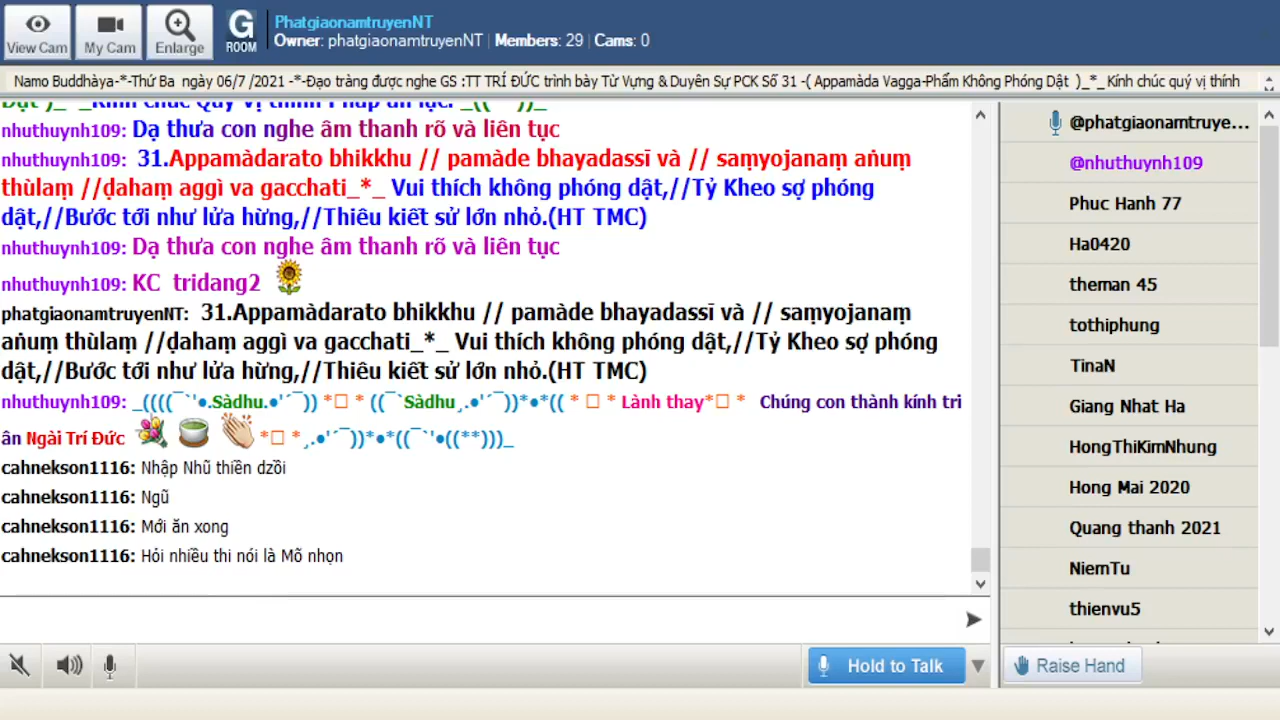 View Cam
My Cam
Enlarge
G
ROOM
PhatgiaonamtruyenNT
Owner: phatgiaonamtruyenNT | Members: 29 | Cams: 0
Namo Buddhàya-*-Thứ Ba ngày 06/7 /2021 -*-Đạo tràng được nghe GS :TT TRÍ ĐỨC trình bày Từ Vựng & Duyên Sự PCK Số 31 -( Appamàda Vagga-Phẩm Không Phóng Dật )_*_ Kính chúc quý vị thính
nhuthuynh109: Dạ thưa con nghe âm thanh rõ và liên tục
nhuthuynh109: 31.Appamàdarato bhikkhu // pamàde bhayadassī và // saṃyojanaṃ aṅuṃ
thùlaṃ //ḍahaṃ aggì va gacchati_*_ Vui thích không phóng dật,//Tỷ Kheo sợ phóng
dật,//Bước tới như lửa hừng,//Thiêu kiết sử lớn nhỏ.(HT TMC)
nhuthuynh109: Dạ thưa con nghe âm thanh rõ và liên tục
nhuthuynh109: KC tridang2
phatgiaonamtruyenNT: 31.Appamàdarato bhikkhu // pamàde bhayadassī và // saṃyojanaṃ
aṅuṃ thùlaṃ //ḍahaṃ aggì va gacchati_*_ Vui thích không phóng dật,//Tỷ Kheo sợ phóng
dật,//Bước tới như lửa hừng,//Thiêu kiết sử lớn nhỏ.(HT TMC)
nhuthuynh109: _((((¯`'•.Sàdhu.•'´¯)) *▯ * ((¯`Sàdhu¸.•'´¯))*•*(( * ▯ * Lành thay*▯ * Chúng con thành kính tri
ân Ngài Trí Đức *▯ *¸.•'´¯))*•*((¯`'•((**)))_
cahnekson1116: Nhập Nhũ thiền dzồi
cahnekson1116: Ngũ
cahnekson1116: Mới ăn xong
cahnekson1116: Hỏi nhiều thi nói là Mõ nhọn
@phatgiaonamtruye...
@nhuthuynh109
Phuc Hanh 77
Ha0420
theman 45
tothiphung
TinaN
Giang Nhat Ha
HongThiKimNhung
Hong Mai 2020
Quang thanh 2021
NiemTu
thienvu5
Hold to Talk
Raise Hand